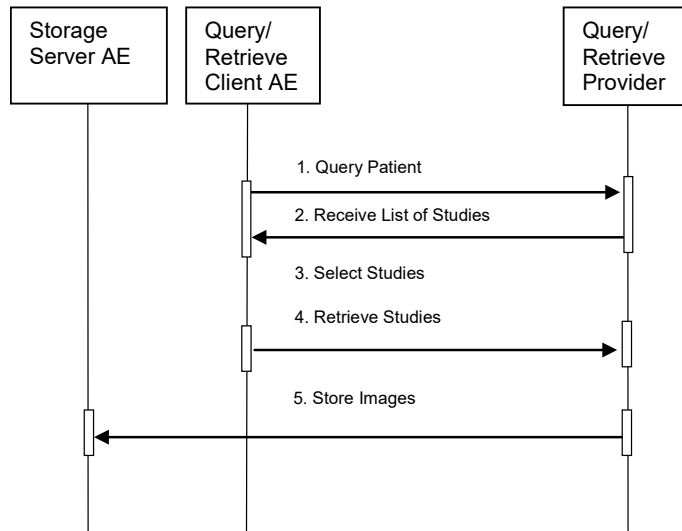 Storage
Server AE
Query/
Retrieve
Client AE
Query/
Retrieve
Provider
1. Query Patient
2. Receive List of Studies
3. Select Studies
4. Retrieve Studies
5. Store Images